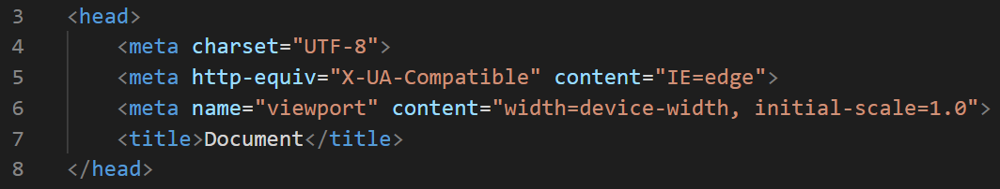 3 <head>
4 <meta charset="UTF-8">
5 <meta http-equiv="X-UA-Compatible" content="IE=edge">
6 <meta name="viewport" content="width=device-width, initial-scale=1.0">
7 <title>Document</title>
8 </head>